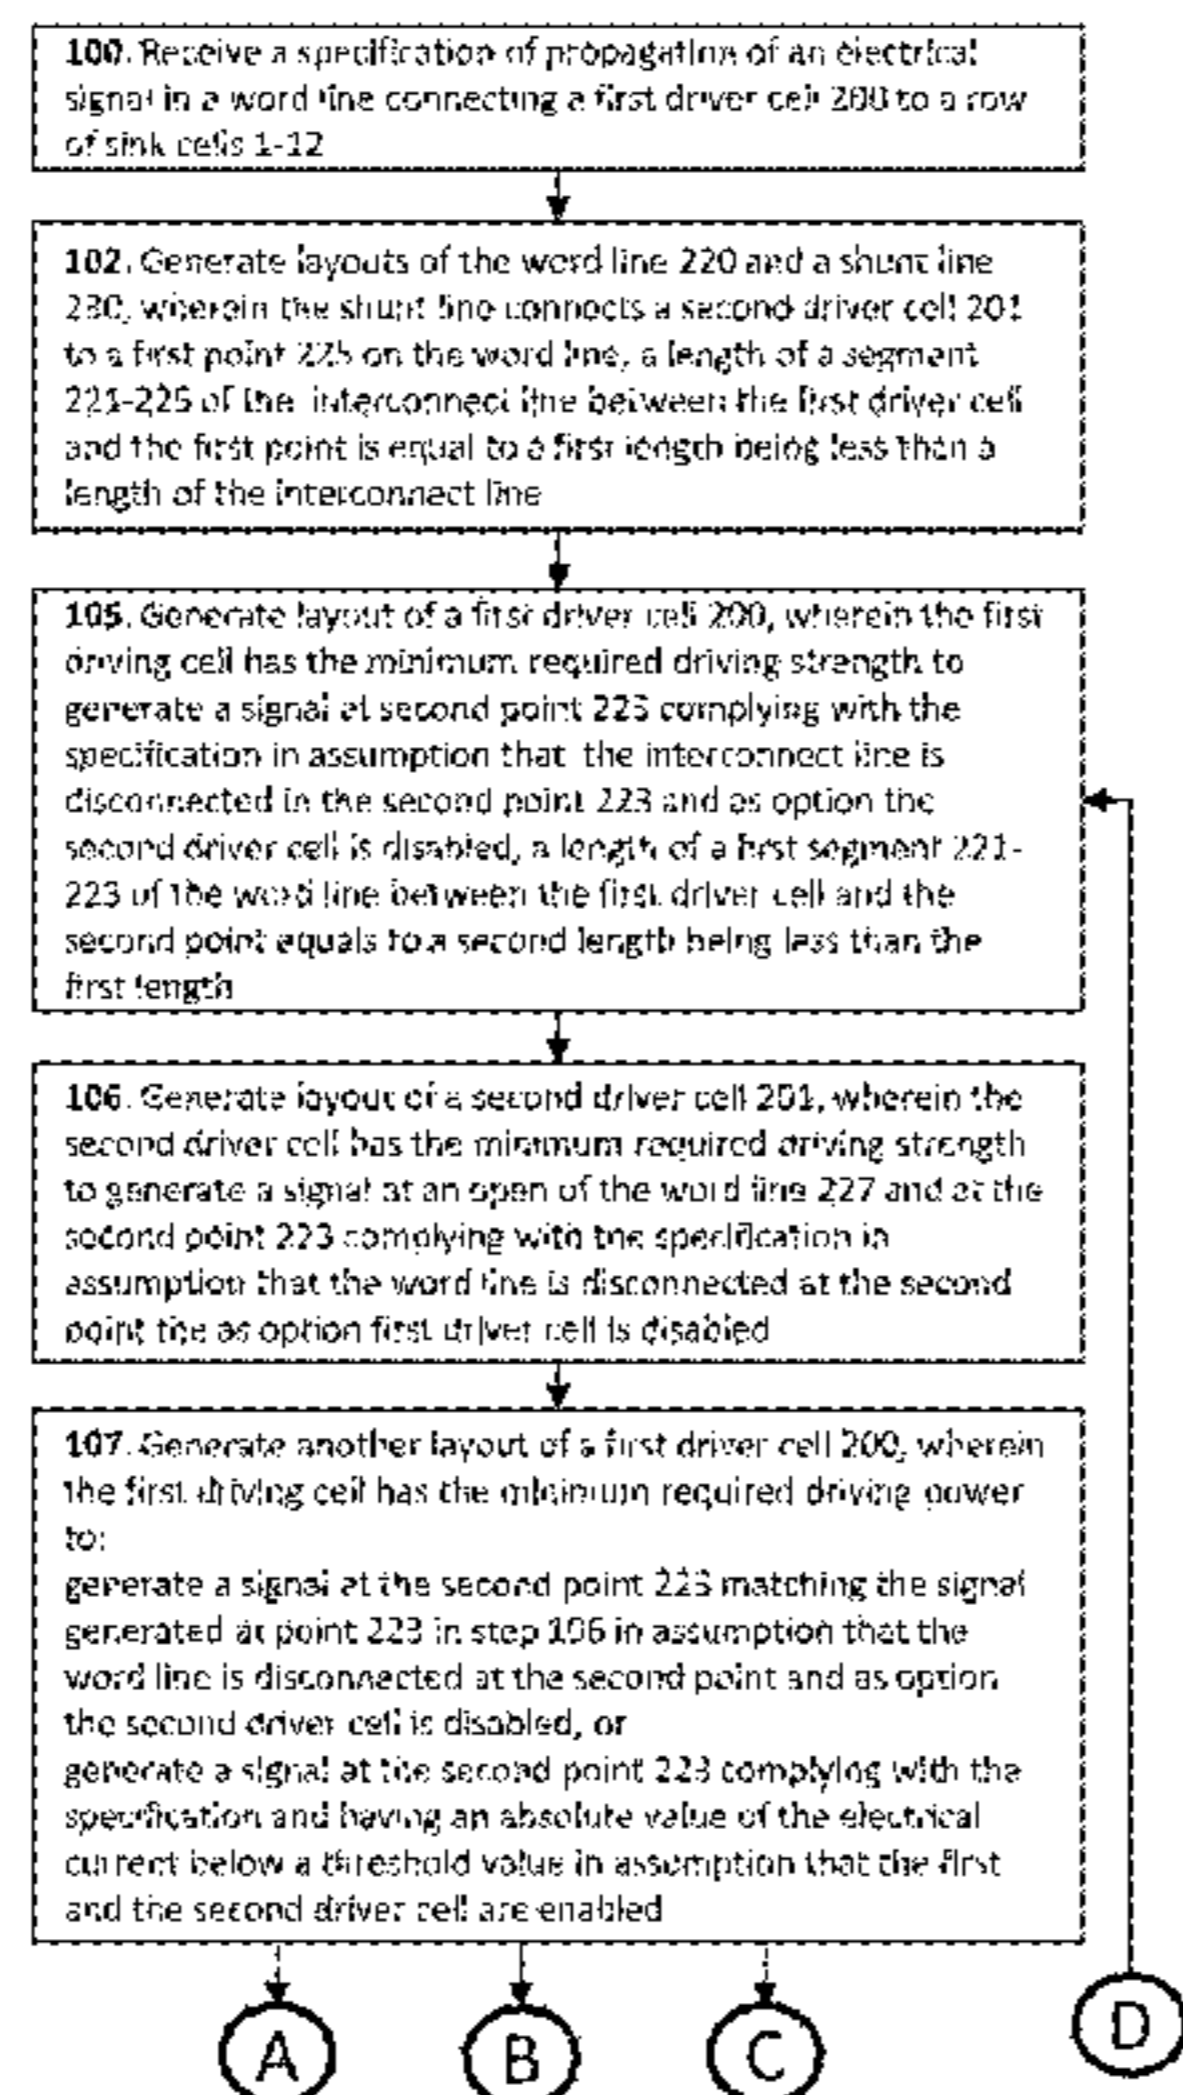 100. Receive a specification of propagation of an electrical
signal in a word line connecting a first driver cell 200 to a row
of sink cells 1-12
102. Generate layouts of the word line 220 and a shunt line
230, wherein the shunt line connects a second driver cell 201
to a first point 225 on the word line, a length of a segment
221-225 of the interconnect line between the first driver cell
and the first point is equal to a first length being less than a
length of the interconnect line
105. Generate layout of a first driver cell 200, wherein the first
driving cell has the minimum required driving strength to
generate a signal at second point 223 complying with the
specification in assumption that the interconnect line is
disconnected in the second point 223 and as option the
second driver cell is disabled, a length of a first segment 221-
223 of the word line between the first driver cell and the
second point equals to a second length being less than the
first length
106. Generate layout of a second driver cell 201, wherein the
second driver cell has the minimum required driving strength
to generate a signal at an open of the word line 227 and at the
second point 223 complying with the specification in
assumption that the word line is disconnected at the second
point the as option first driver cell is disabled
107. Generate another layout of a first driver cell 200, wherein
the first driving cell has the minimum required driving power
to:
generate a signal at the second point 223 matching the signal
generated at point 223 in step 106 in assumption that the
word line is disconnected at the second point and as option
the second driver cell is disabled, or
generate a signal at the second point 223 complying with the
specification and having an absolute value of the electrical
current below a threshold value in assumption that the first
and the second driver cell are enabled
A B C D